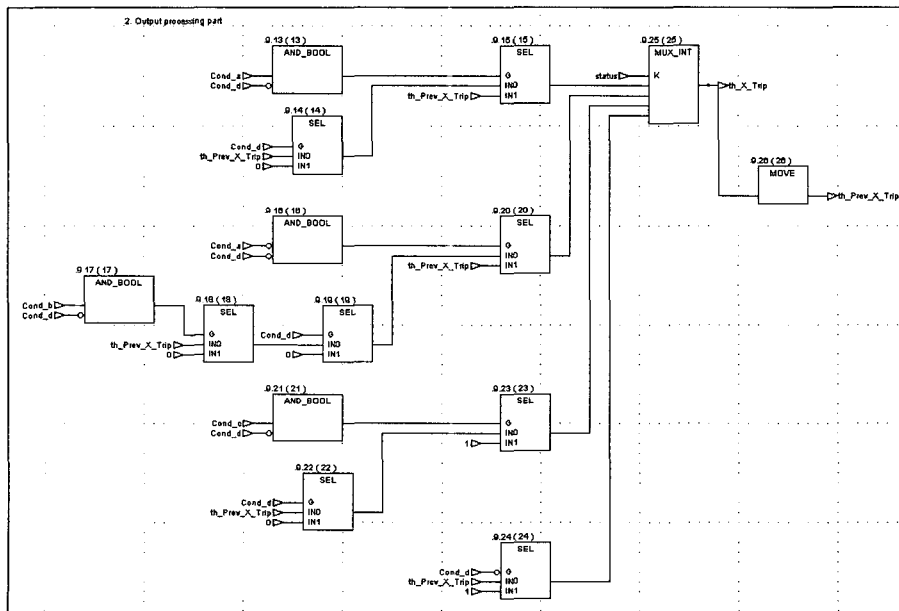 2. Output processing part
.9.13 (13)
AND_BOOL
Cond_a
Cond_d
.9.14 (14)
SEL
Cond_d
G
th_Prev_X_Trip
IN0
0
IN1
.9.15 (15)
SEL
G
IN0
th_Prev_X_Trip
IN1
.9.25 (25)
MUX_INT
status
K
th_X_Trip
.9.26 (26)
MOVE
th_Prev_X_Trip
.9.16 (16)
AND_BOOL
Cond_a
Cond_d
.9.20 (20)
SEL
G
IN0
th_Prev_X_Trip
IN1
.9.17 (17)
AND_BOOL
Cond_b
Cond_d
.9.18 (18)
SEL
G
th_Prev_X_Trip
IN0
0
IN1
.9.19 (19)
SEL
Cond_d
G
IN0
0
IN1
.9.21 (21)
AND_BOOL
Cond_c
Cond_d
.9.23 (23)
SEL
G
IN0
1
IN1
.9.22 (22)
SEL
Cond_d
G
th_Prev_X_Trip
IN0
0
IN1
.9.24 (24)
SEL
Cond_d
G
th_Prev_X_Trip
IN0
1
IN1